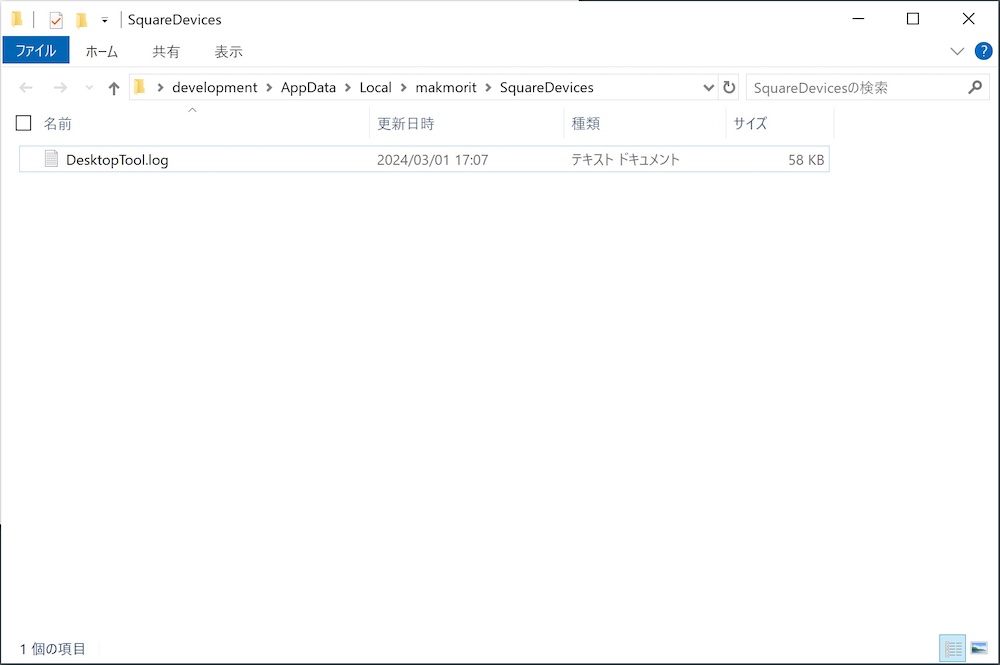 SquareDevices
ファイル ホーム 共有 表示 ?
development AppData Local makmorit SquareDevices SquareDevicesの検索
名前 更新日時 種類 サイズ
DesktopTool.log 2024/03/01 17:07 テキスト ドキュメント 58 KB
1 個の項目